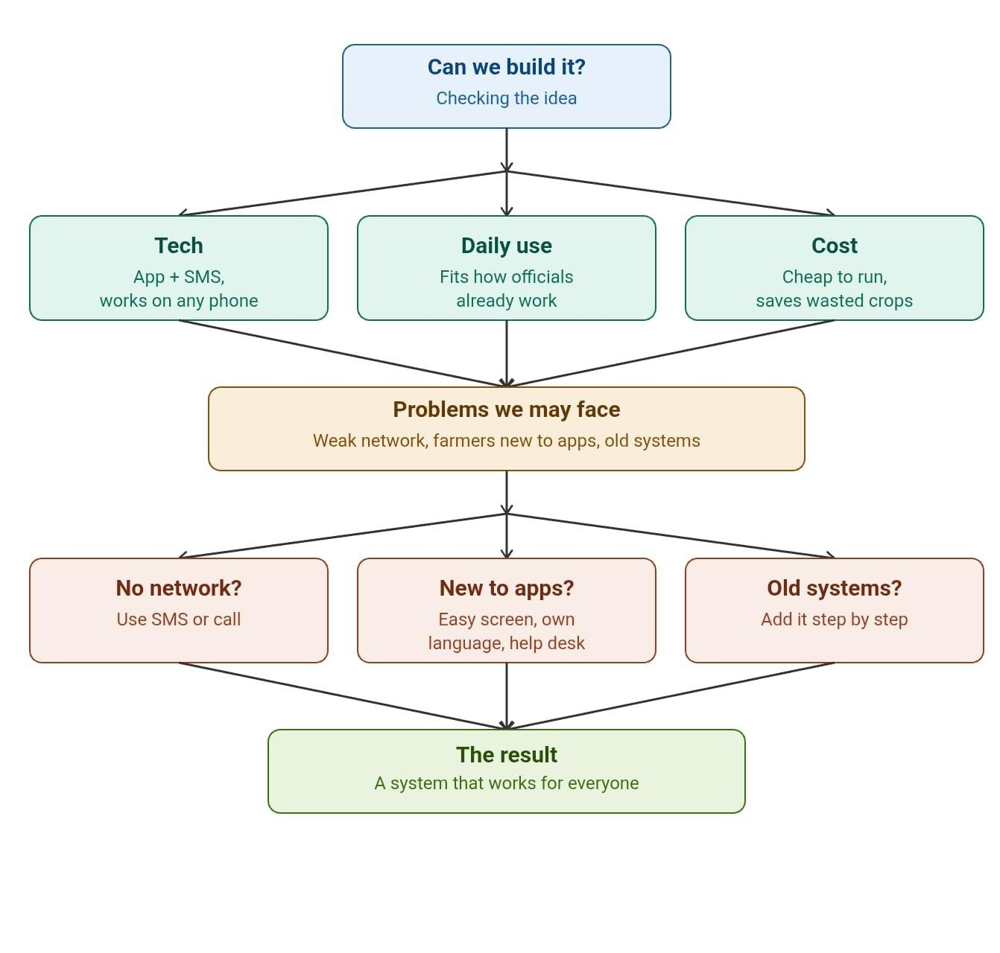 Can we build it?
Checking the idea
Tech
App + SMS,
works on any phone
Daily use
Fits how officials
already work
Cost
Cheap to run,
saves wasted crops
Problems we may face
Weak network, farmers new to apps, old systems
No network?
Use SMS or call
New to apps?
Easy screen, own
language, help desk
Old systems?
Add it step by step
The result
A system that works for everyone